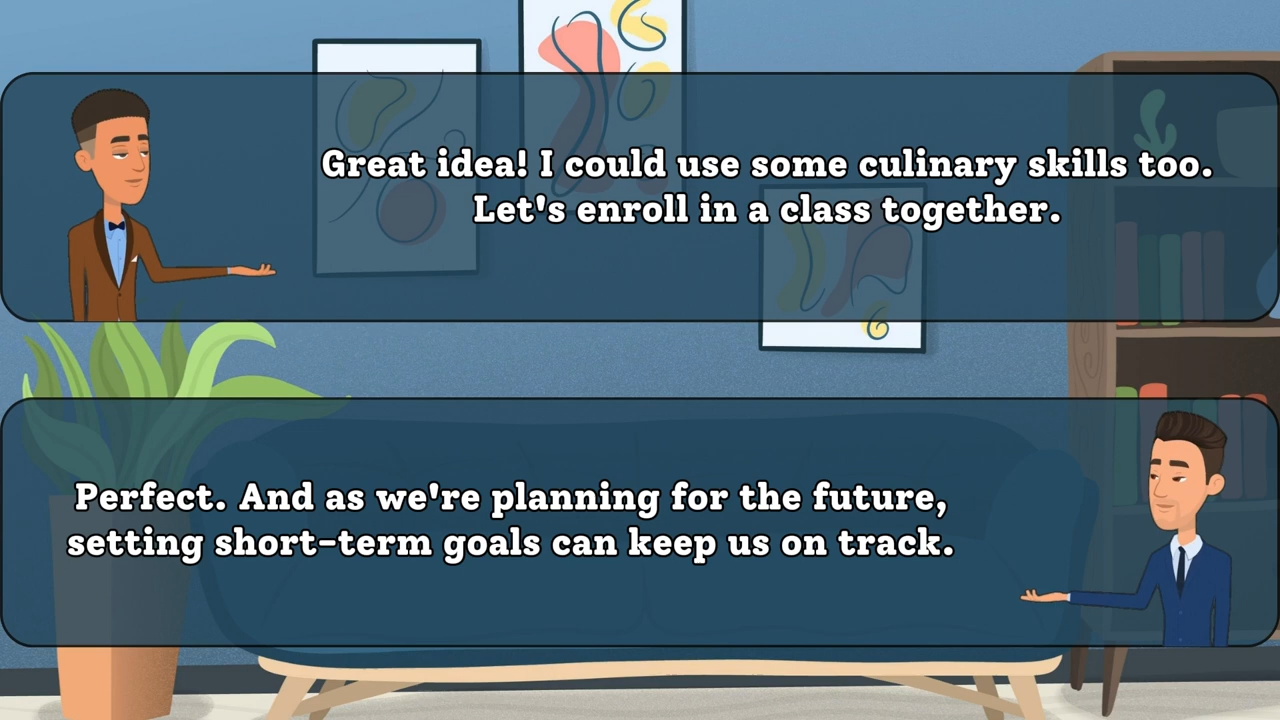 Great idea! I could use some culinary skills too.
Let's enroll in a class together.
Perfect. And as we're planning for the future,
setting short-term goals can keep us on track.